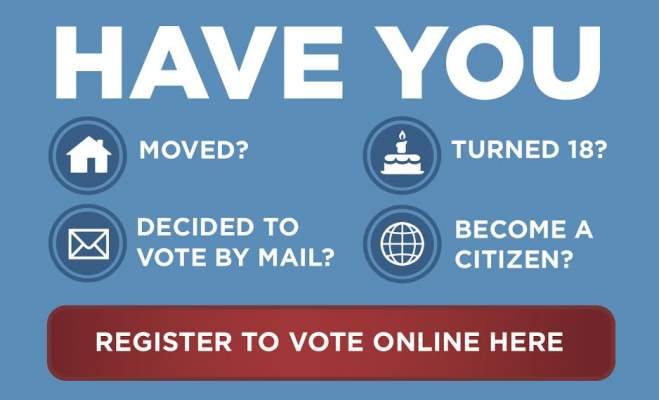 HAVE YOU
MOVED?
TURNED 18?
DECIDED TO
VOTE BY MAIL?
BECOME A
CITIZEN?
REGISTER TO VOTE ONLINE HERE